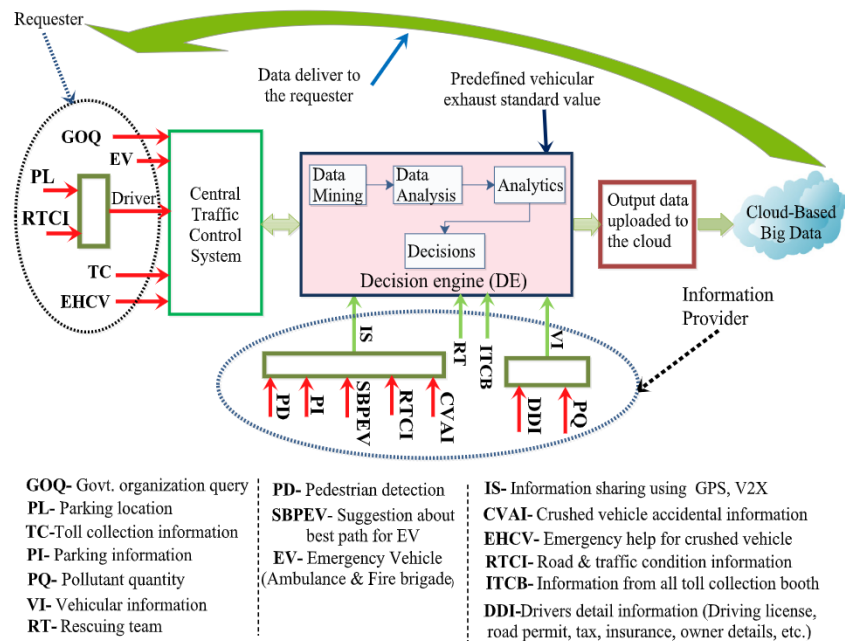 Requester
Data deliver to
the requester
Predefined vehicular
exhaust standard value
GOQ
EV
PL
Driver
RTCI
TC
EHCV
Central
Traffic
Control
System
Data
Mining
Data
Analysis
Analytics
Decisions
Decision engine (DE)
Output data
uploaded to
the cloud
Cloud-Based
Big Data
Information
Provider
IS
RT
ITCB
VI
PD
PI
SBPEV
RTCI
CVAI
DDI
PQ
GOQ- Govt. organization query
PL- Parking location
TC-Toll collection information
PI- Parking information
PQ- Pollutant quantity
VI- Vehicular information
RT- Rescuing team
PD- Pedestrian detection
SBPEV- Suggestion about
best path for EV
EV- Emergency Vehicle
(Ambulance & Fire brigade)
IS- Information sharing using GPS, V2X
CVAI- Crushed vehicle accidental information
EHCV- Emergency help for crushed vehicle
RTCI- Road & traffic condition information
ITCB- Information from all toll collection booth
DDI-Drivers detail information (Driving license,
road permit, tax, insurance, owner details, etc.)